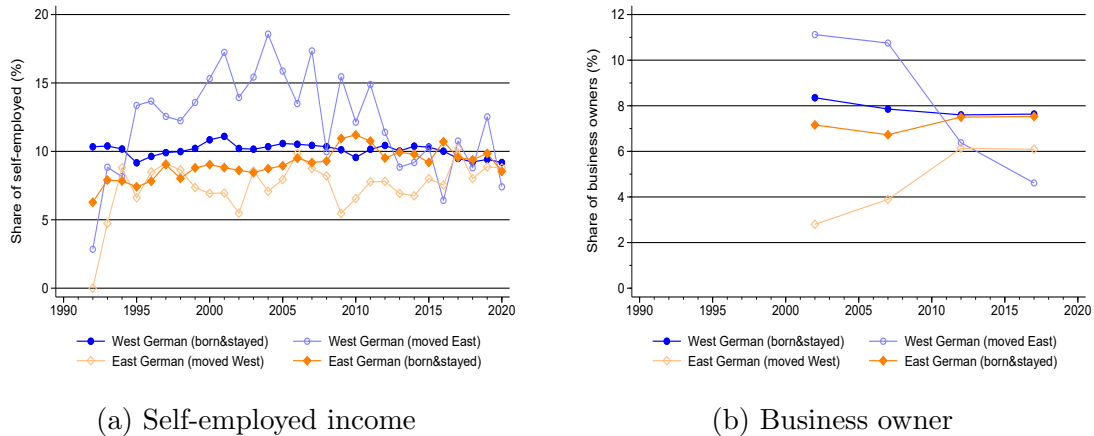 20
15
10
5
0
Share of self-employed (%)
1990 1995 2000 2005 2010 2015 2020
West German (born&stayed) West German (moved East)
East German (moved West) East German (born&stayed)
(a) Self-employed income
12
10
8
6
4
2
0
Share of business owners (%)
1990 1995 2000 2005 2010 2015 2020
West German (born&stayed) West German (moved East)
East German (moved West) East German (born&stayed)
(b) Business owner